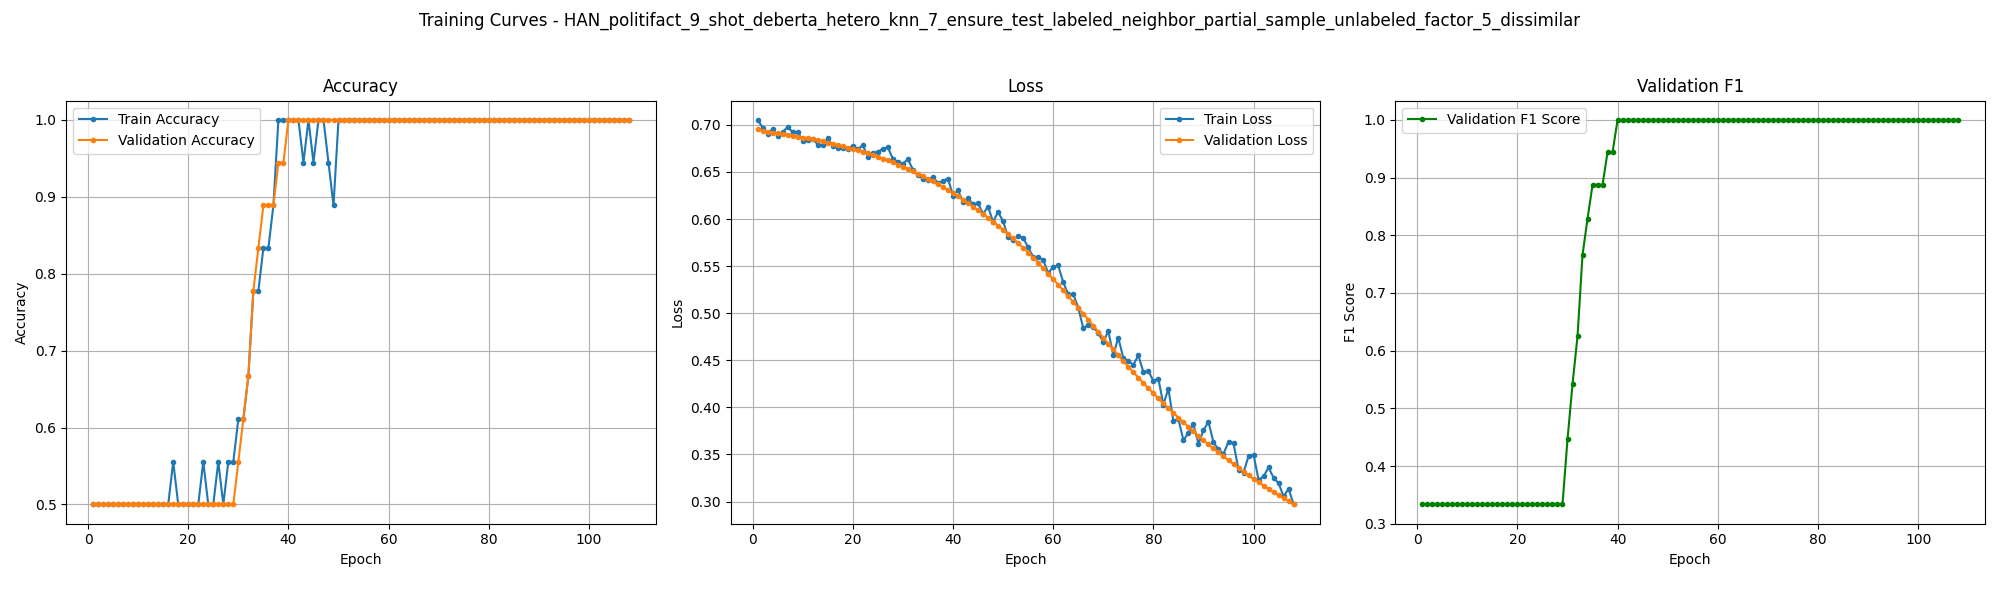 Training Curves - HAN_politifact_9_shot_deberta_hetero_knn_7_ensure_test_labeled_neighbor_partial_sample_unlabeled_factor_5_dissimilar
Accuracy
Train Accuracy
Validation Accuracy
1.0
0.9
0.8
0.7
0.6
0.5
Accuracy
0
20
40
60
80
100
Epoch
Loss
Train Loss
Validation Loss
0.70
0.65
0.60
0.55
0.50
0.45
0.40
0.35
0.30
Loss
0
20
40
60
80
100
Epoch
Validation F1
Validation F1 Score
1.0
0.9
0.8
0.7
0.6
0.5
0.4
0.3
F1 Score
0
20
40
60
80
100
Epoch